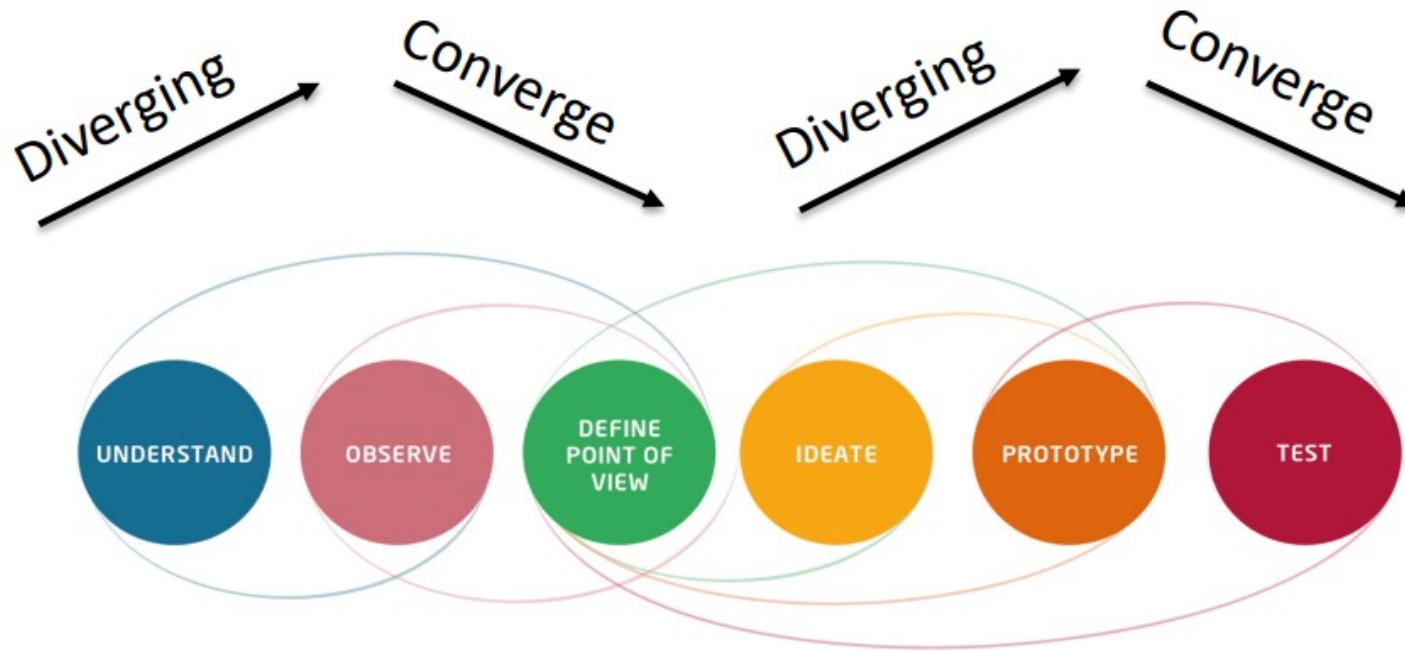 Diverging
Converge
Diverging
Converge
UNDERSTAND
OBSERVE
DEFINE
POINT OF
VIEW
IDEATE
PROTOTYPE
TEST